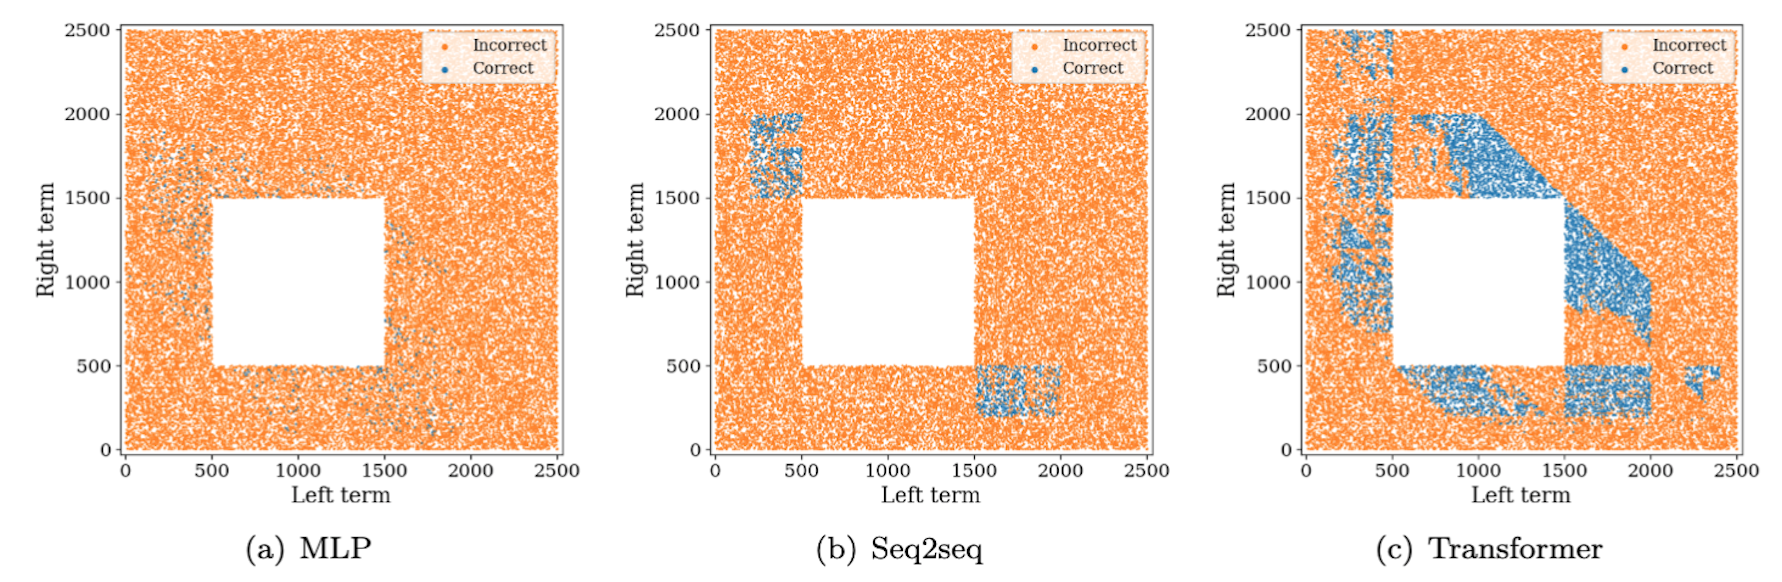 2500
2000
1500
1000
500
0
Right term
0 500 1000 1500 2000 2500
Left term
Incorrect
Correct
(a) MLP
2500
2000
1500
1000
500
0
Right term
0 500 1000 1500 2000 2500
Left term
Incorrect
Correct
(b) Seq2seq
2500
2000
1500
1000
500
0
Right term
0 500 1000 1500 2000 2500
Left term
Incorrect
Correct
(c) Transformer